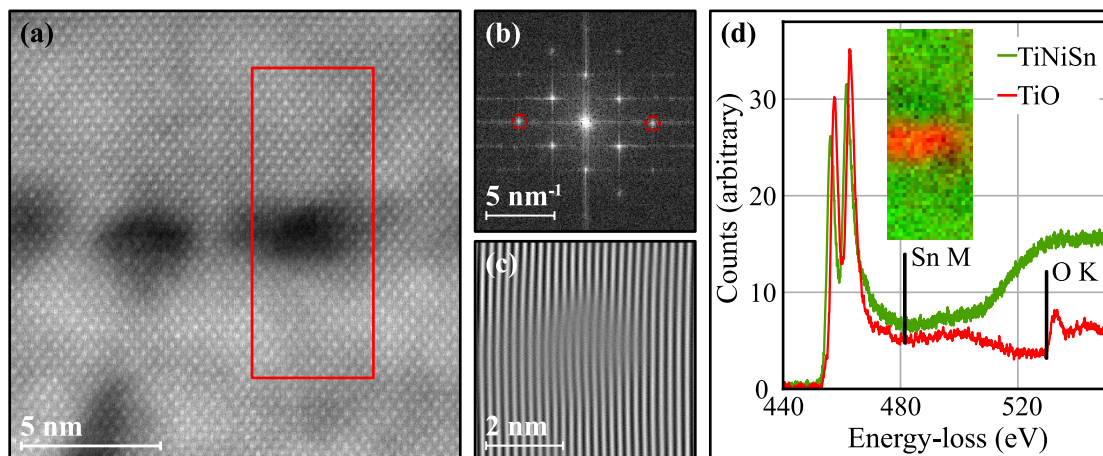 (a)
5 nm
(b)
5 nm-1
(c)
2 nm
(d)
TiNiSn
TiO
Sn M
O K
Counts (arbitrary)
30
20
10
0
440
480
520
Energy-loss (eV)